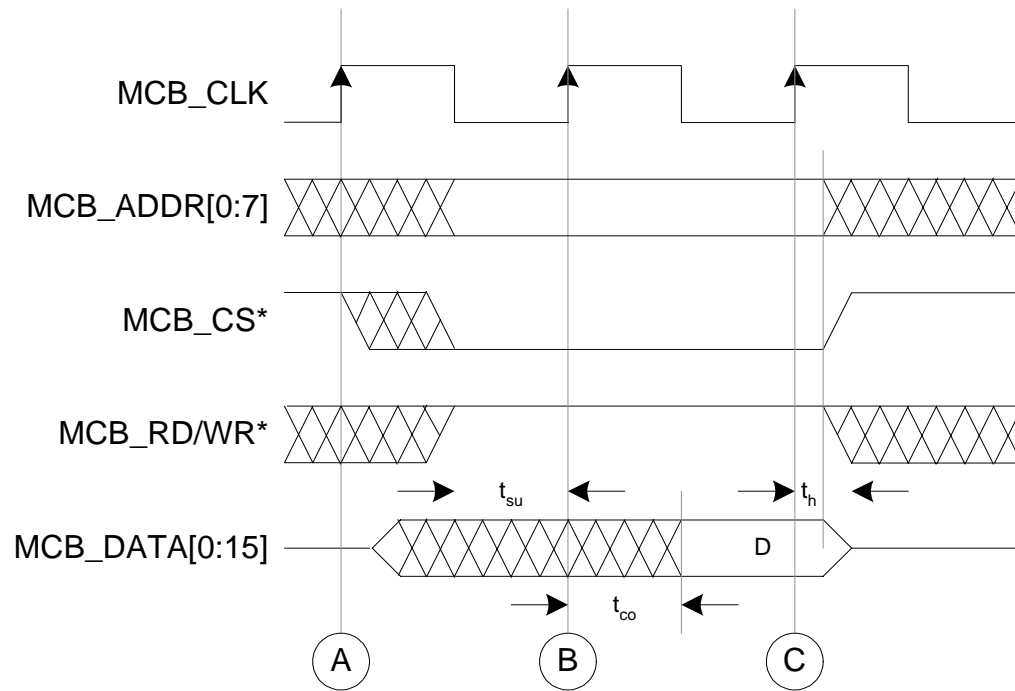 MCB_CLK
MCB_ADDR[0:7]
MCB_CS*
MCB_RD/WR*
tsu
th
MCB_DATA[0:15]
D
tco
A
B
C